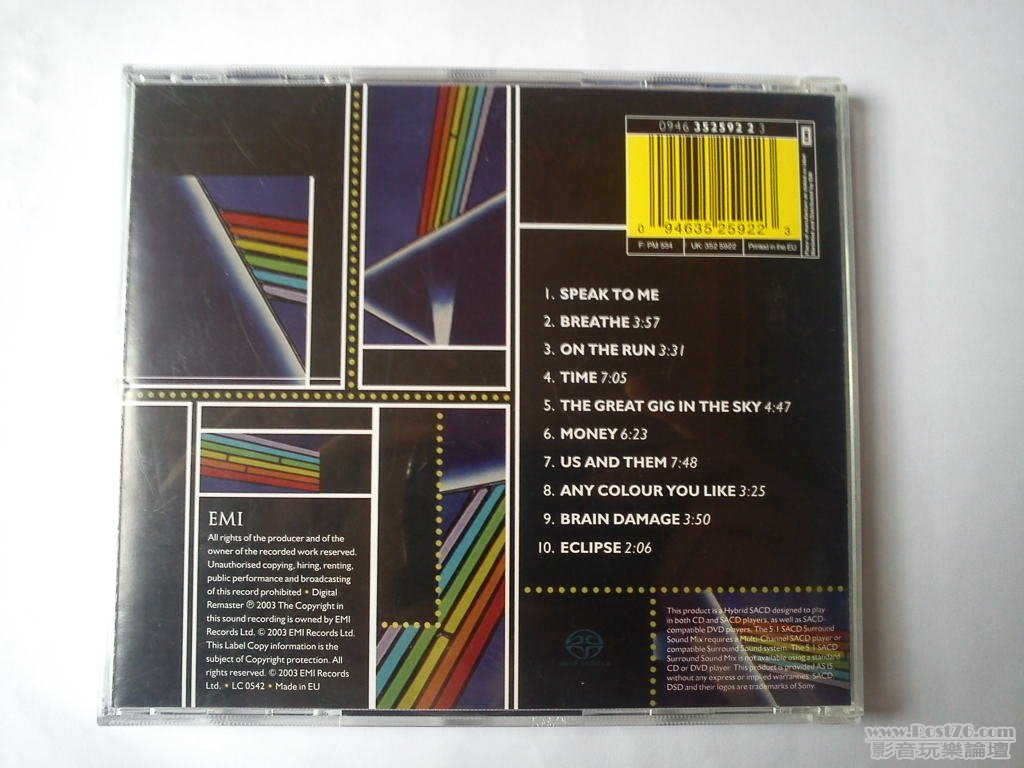 0946 352592 2 3
0 94635 25922 3
F: PM 554
UK: 352 5922
Printed in the EU
EMI
1. SPEAK TO ME
2. BREATHE 3:57
3. ON THE RUN 3:31
4. TIME 7:05
5. THE GREAT GIG IN THE SKY 4:47
6. MONEY 6:23
7. US AND THEM 7:48
8. ANY COLOUR YOU LIKE 3:25
9. BRAIN DAMAGE 3:50
10. ECLIPSE 2:06
EMI
All rights of the producer and of the
owner of the recorded work reserved.
Unauthorised copying, hiring, renting,
public performance and broadcasting
of this record prohibited • Digital
Remaster ℗ 2003 The Copyright in
this sound recording is owned by EMI
Records Ltd. © 2003 EMI Records Ltd.
This Label Copy information is the
subject of Copyright protection. All
rights reserved. © 2003 EMI Records
Ltd. • LC 0542 • Made in EU
This product is a Hybrid SACD designed to play
in both CD and SACD players, as well as SACD-
compatible DVD players. The 5.1 SACD Surround
Sound Mix requires a Multi-Channel SACD player or
compatible Surround Sound system. The 5.1 SACD
Surround Sound Mix is not available using a standard
CD or DVD player. This product is provided AS IS
without any express or implied warranties. SACD,
DSD and their logos are trademarks of Sony.
www.Post76.com
影音玩樂論壇